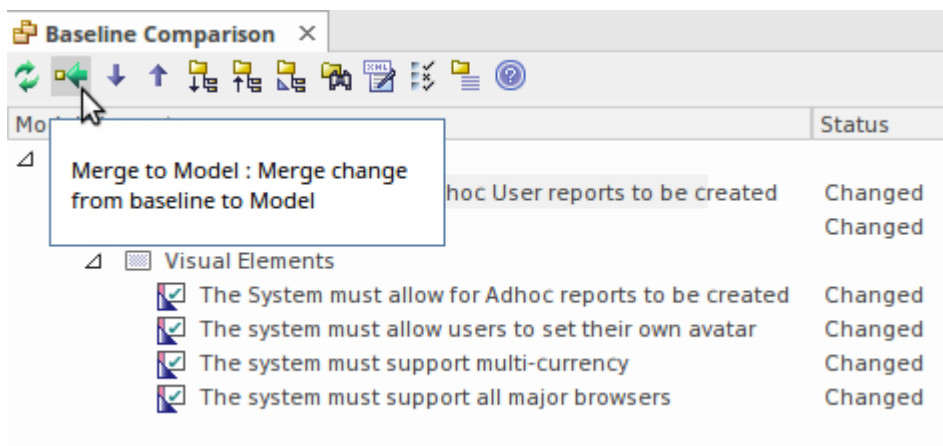 Baseline Comparison
XML
Mo Status
Merge to Model : Merge change
from baseline to Model
hoc User reports to be created Changed
Changed
Visual Elements
The System must allow for Adhoc reports to be created Changed
The system must allow users to set their own avatar Changed
The system must support multi-currency Changed
The system must support all major browsers Changed